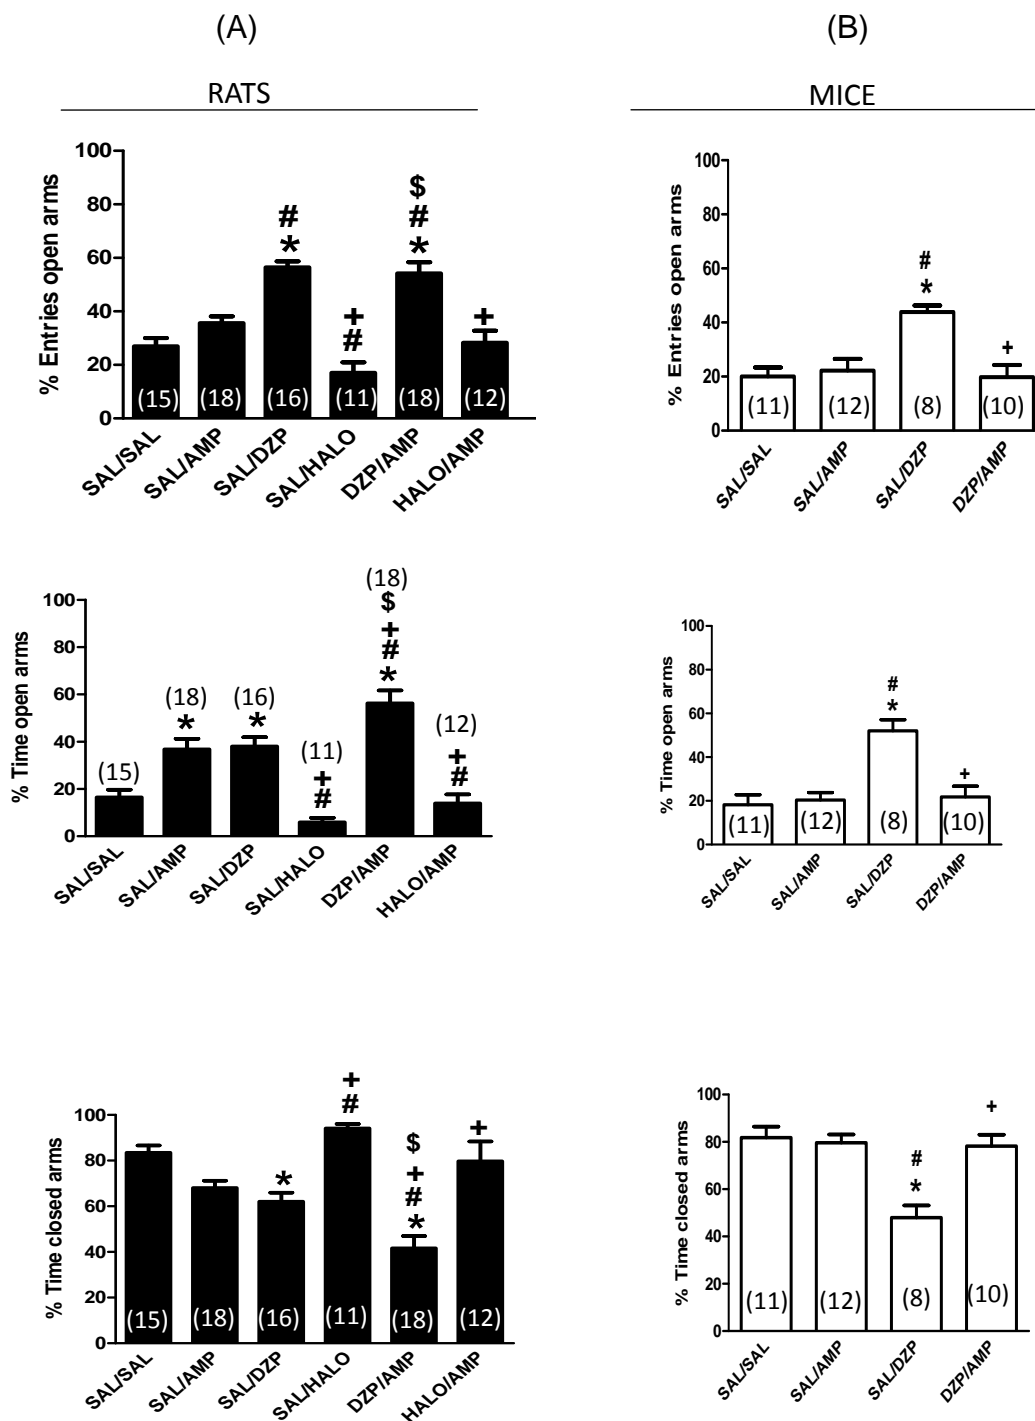 (A)
RATS
% Entries open arms
100
80
60
40
20
0
#
*
+
#
$
#
*
+
(15)
(18)
(16)
(11)
(18)
(12)
SAL/SAL
SAL/AMP
SAL/DZP
SAL/HALO
DZP/AMP
HALO/AMP
% Time open arms
100
80
60
40
20
0
(15)
(18)
*
(16)
*
(11)
+
#
(18)
$
+
#
*
(12)
+
#
SAL/SAL
SAL/AMP
SAL/DZP
SAL/HALO
DZP/AMP
HALO/AMP
% Time closed arms
100
80
60
40
20
0
*
+
#
$
+
#
*
+
(15)
(18)
(16)
(11)
(18)
(12)
SAL/SAL
SAL/AMP
SAL/DZP
SAL/HALO
DZP/AMP
HALO/AMP
(B)
MICE
% Entries open arms
100
80
60
40
20
0
#
*
+
(11)
(12)
(8)
(10)
SAL/SAL
SAL/AMP
SAL/DZP
DZP/AMP
% Time open arms
100
80
60
40
20
0
#
*
+
(11)
(12)
(8)
(10)
SAL/SAL
SAL/AMP
SAL/DZP
DZP/AMP
% Time closed arms
100
80
60
40
20
0
#
*
+
(11)
(12)
(8)
(10)
SAL/SAL
SAL/AMP
SAL/DZP
DZP/AMP